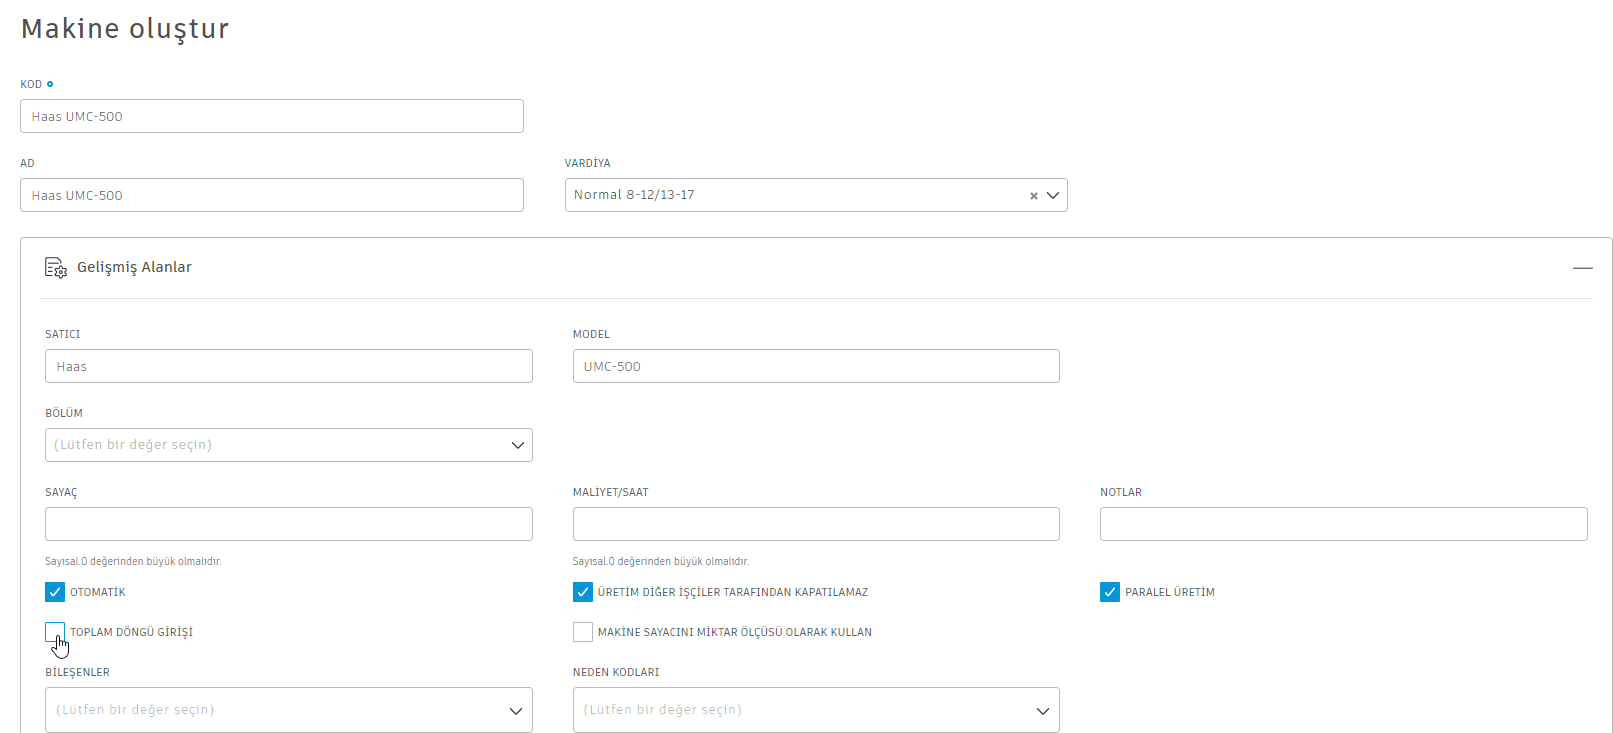 Makine oluştur
KOD
Haas UMC-500
AD
VARDİYA
Haas UMC-500
Normal 8-12/13-17
Gelişmiş Alanlar
SATICI
MODEL
Haas
UMC-500
BÖLÜM
(Lütfen bir değer seçin)
SAYAÇ
MALİYET/SAAT
NOTLAR
Sayısal.0 değerinden büyük olmalıdır.
Sayısal.0 değerinden büyük olmalıdır.
OTOMATİK
ÜRETİM DİĞER İŞÇİLER TARAFINDAN KAPATILAMAZ
PARALEL ÜRETİM
TOPLAM DÖNGÜ GİRİŞİ
MAKİNE SAYACINI MİKTAR ÖLÇÜSÜ OLARAK KULLAN
BİLEŞENLER
NEDEN KODLARI
(Lütfen bir değer seçin)
(Lütfen bir değer seçin)